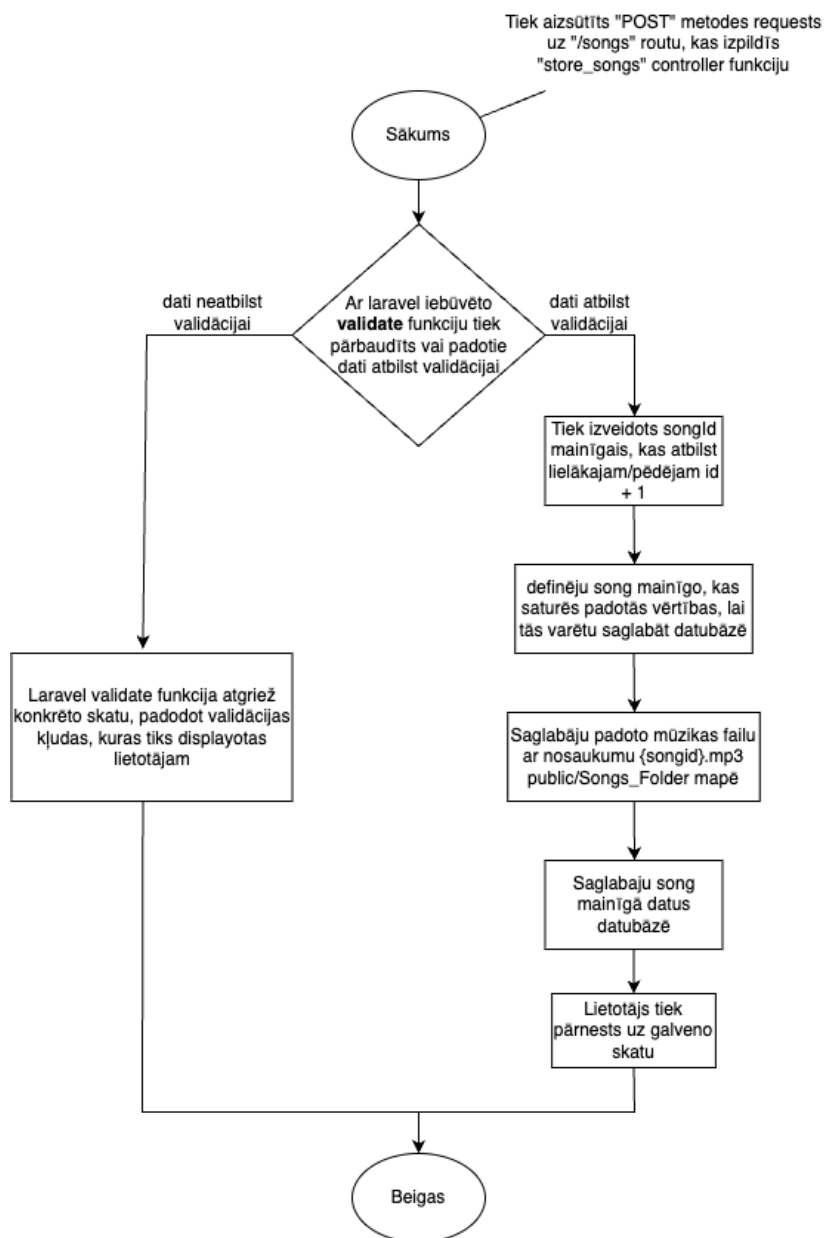 Tiek aizsūtīts "POST" metodes requests
uz "/songs" routu, kas izpildīs
"store_songs" controller funkciju
Sākums
dati neatbilst
validācijai
Ar laravel iebūvēto
validate funkciju tiek
pārbaudīts vai padotie
dati atbilst validācijai
dati atbilst
validācijai
Tiek izveidots songId
mainīgais, kas atbilst
lielākajam/pēdējam id
+ 1
definēju song mainīgo, kas
saturēs padotās vērtības, lai
tās varētu saglabāt datubāzē
Laravel validate funkcija atgriež
konkrēto skatu, padodot validācijas
kļudas, kuras tiks displayotas
lietotājam
Saglabāju padoto mūzikas failu
ar nosaukumu {songid}.mp3
public/Songs_Folder mapē
Saglabaju song
mainīgā datus
datubāzē
Lietotājs tiek
pārnests uz galveno
skatu
Beigas